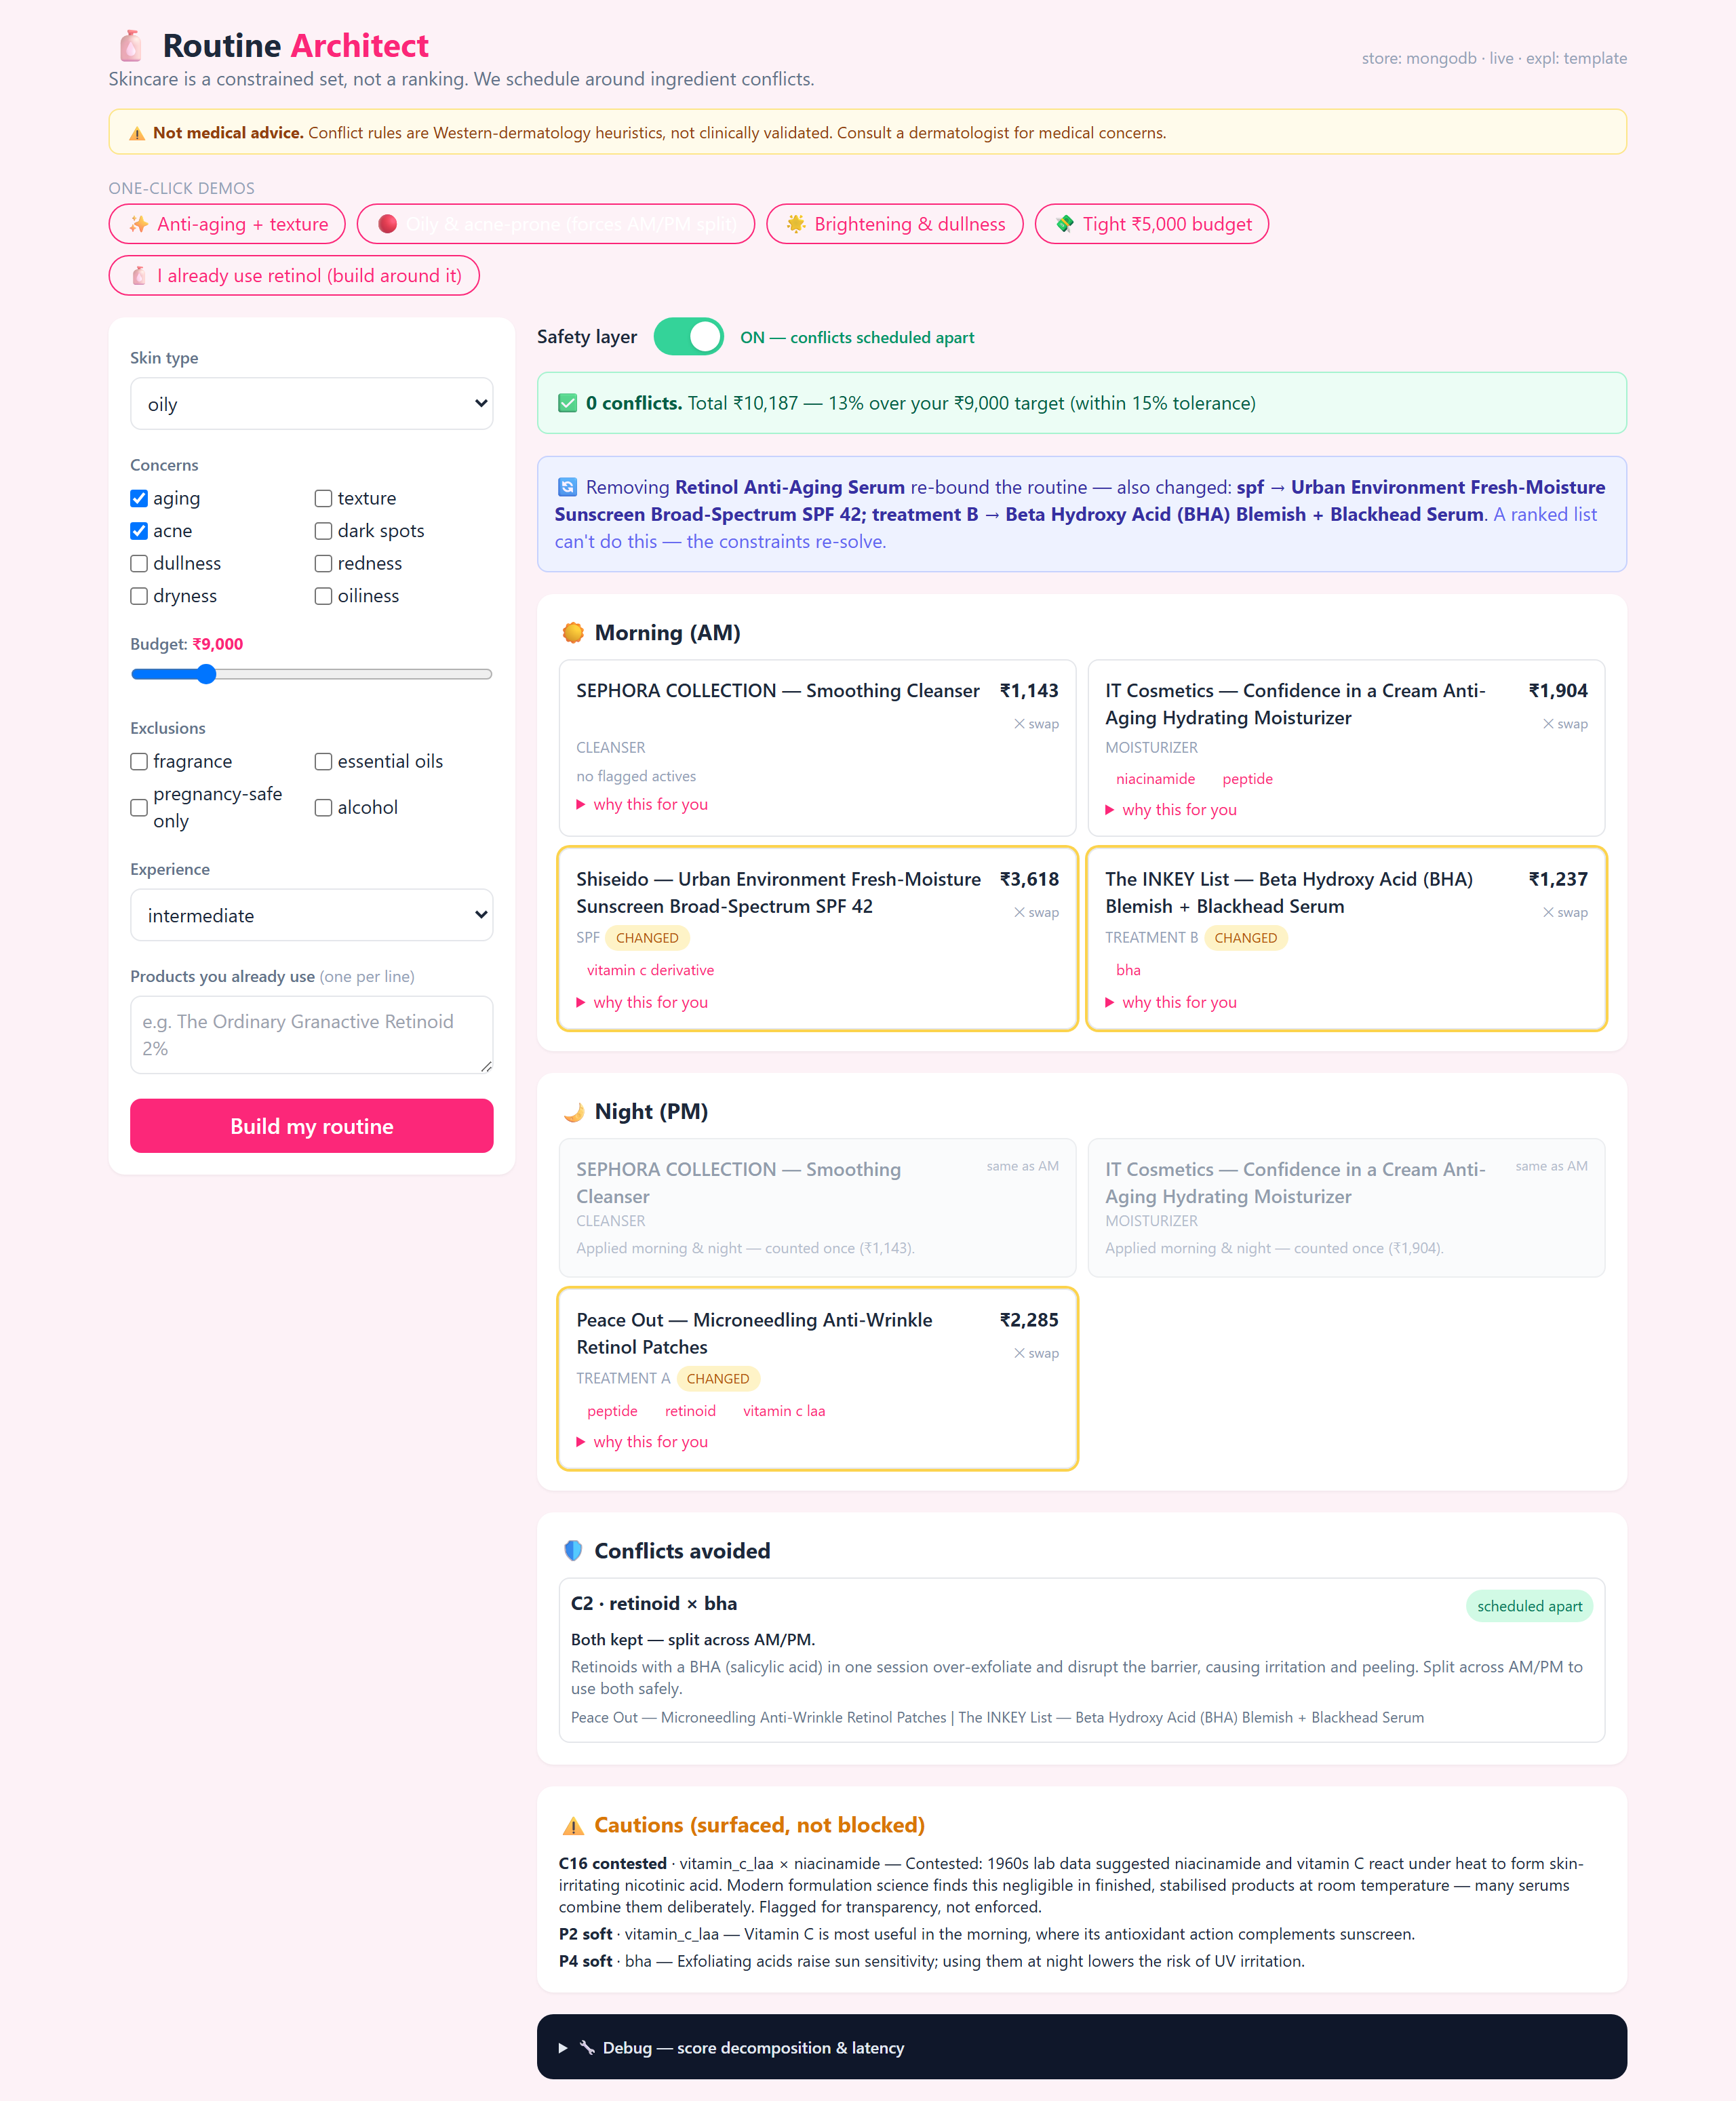 Routine Architect
Skincare is a constrained set, not a ranking. We schedule around ingredient conflicts.
store: mongodb · live · expl: template
⚠️ Not medical advice. Conflict rules are Western-dermatology heuristics, not clinically validated. Consult a dermatologist for medical concerns.
ONE-CLICK DEMOS
✨ Anti-aging + texture
🔴 Oily & acne-prone (forces AM/PM split)
🌟 Brightening & dullness
💸 Tight ₹5,000 budget
🧴 I already use retinol (build around it)
Skin type
oily
Concerns
aging
texture
acne
dark spots
dullness
redness
dryness
oiliness
Budget: ₹9,000
Exclusions
fragrance
essential oils
pregnancy-safe
only
alcohol
Experience
intermediate
Products you already use (one per line)
e.g. The Ordinary Granactive Retinoid
2%
Build my routine
Safety layer
ON — conflicts scheduled apart
✅ 0 conflicts. Total ₹10,187 — 13% over your ₹9,000 target (within 15% tolerance)
🔄 Removing Retinol Anti-Aging Serum re-bound the routine — also changed: spf → Urban Environment Fresh-Moisture
Sunscreen Broad-Spectrum SPF 42; treatment B → Beta Hydroxy Acid (BHA) Blemish + Blackhead Serum. A ranked list
can't do this — the constraints re-solve.
🌞 Morning (AM)
SEPHORA COLLECTION — Smoothing Cleanser
₹1,143
✕ swap
CLEANSER
no flagged actives
▶ why this for you
IT Cosmetics — Confidence in a Cream Anti-
Aging Hydrating Moisturizer
₹1,904
✕ swap
MOISTURIZER
niacinamide peptide
▶ why this for you
Shiseido — Urban Environment Fresh-Moisture
Sunscreen Broad-Spectrum SPF 42
₹3,618
✕ swap
SPF CHANGED
vitamin c derivative
▶ why this for you
The INKEY List — Beta Hydroxy Acid (BHA)
Blemish + Blackhead Serum
₹1,237
✕ swap
TREATMENT B CHANGED
bha
▶ why this for you
🌙 Night (PM)
SEPHORA COLLECTION — Smoothing
Cleanser
same as AM
CLEANSER
Applied morning & night — counted once (₹1,143).
IT Cosmetics — Confidence in a Cream Anti-
Aging Hydrating Moisturizer
same as AM
MOISTURIZER
Applied morning & night — counted once (₹1,904).
Peace Out — Microneedling Anti-Wrinkle
Retinol Patches
₹2,285
✕ swap
TREATMENT A CHANGED
peptide retinoid vitamin c laa
▶ why this for you
🛡️ Conflicts avoided
C2 · retinoid × bha
scheduled apart
Both kept — split across AM/PM.
Retinoids with a BHA (salicylic acid) in one session over-exfoliate and disrupt the barrier, causing irritation and peeling. Split across AM/PM to
use both safely.
Peace Out — Microneedling Anti-Wrinkle Retinol Patches | The INKEY List — Beta Hydroxy Acid (BHA) Blemish + Blackhead Serum
⚠️ Cautions (surfaced, not blocked)
C16 contested · vitamin_c_laa × niacinamide — Contested: 1960s lab data suggested niacinamide and vitamin C react under heat to form skin-
irritating nicotinic acid. Modern formulation science finds this negligible in finished, stabilised products at room temperature — many serums
combine them deliberately. Flagged for transparency, not enforced.
P2 soft · vitamin_c_laa — Vitamin C is most useful in the morning, where its antioxidant action complements sunscreen.
P4 soft · bha — Exfoliating acids raise sun sensitivity; using them at night lowers the risk of UV irritation.
▶ 🔧 Debug — score decomposition & latency